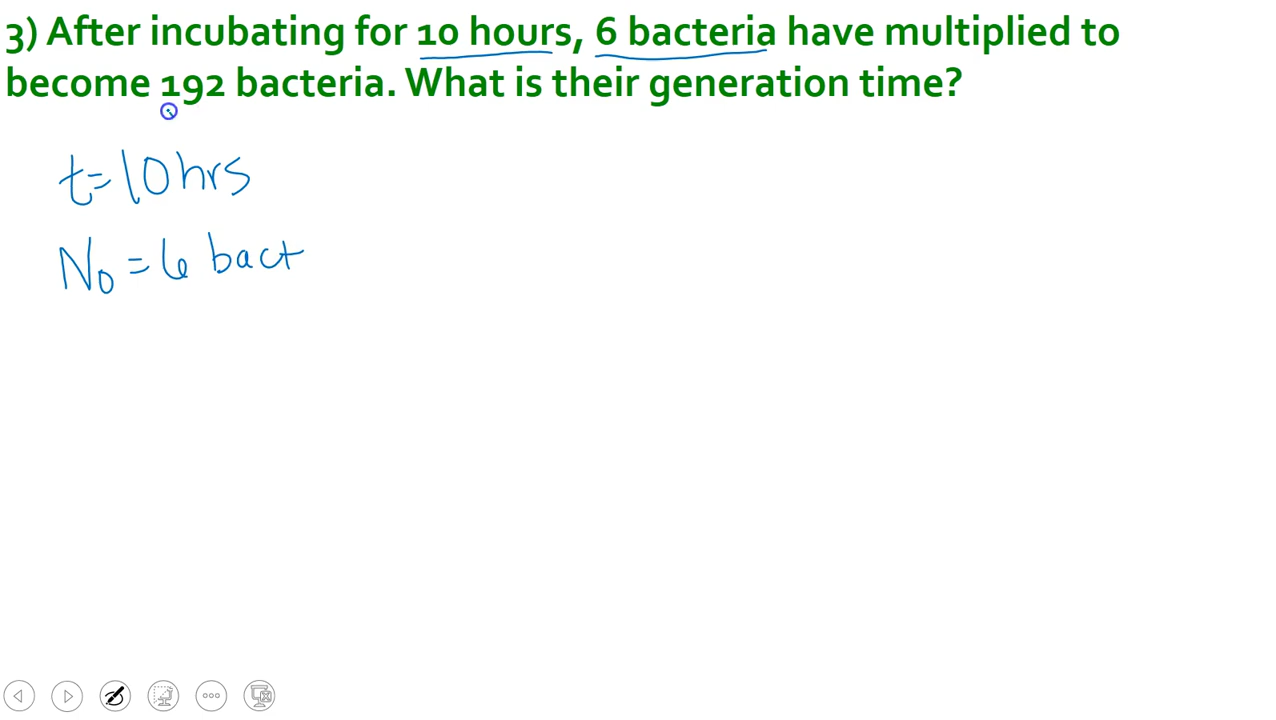 3) After incubating for 10 hours, 6 bacteria have multiplied to
become 192 bacteria. What is their generation time?
t=10hrs
N₀ = 6 bact